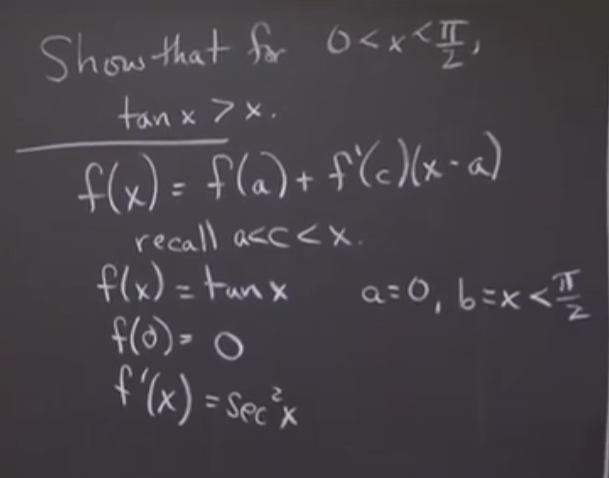 Show that for 0 < x < π/2,
tan x > x.
f(x) = f(a) + f'(c)(x - a)
recall a<c<x.
f(x) = tan x a=0, b=x < π/2
f(0) = 0
f'(x) = sec²x